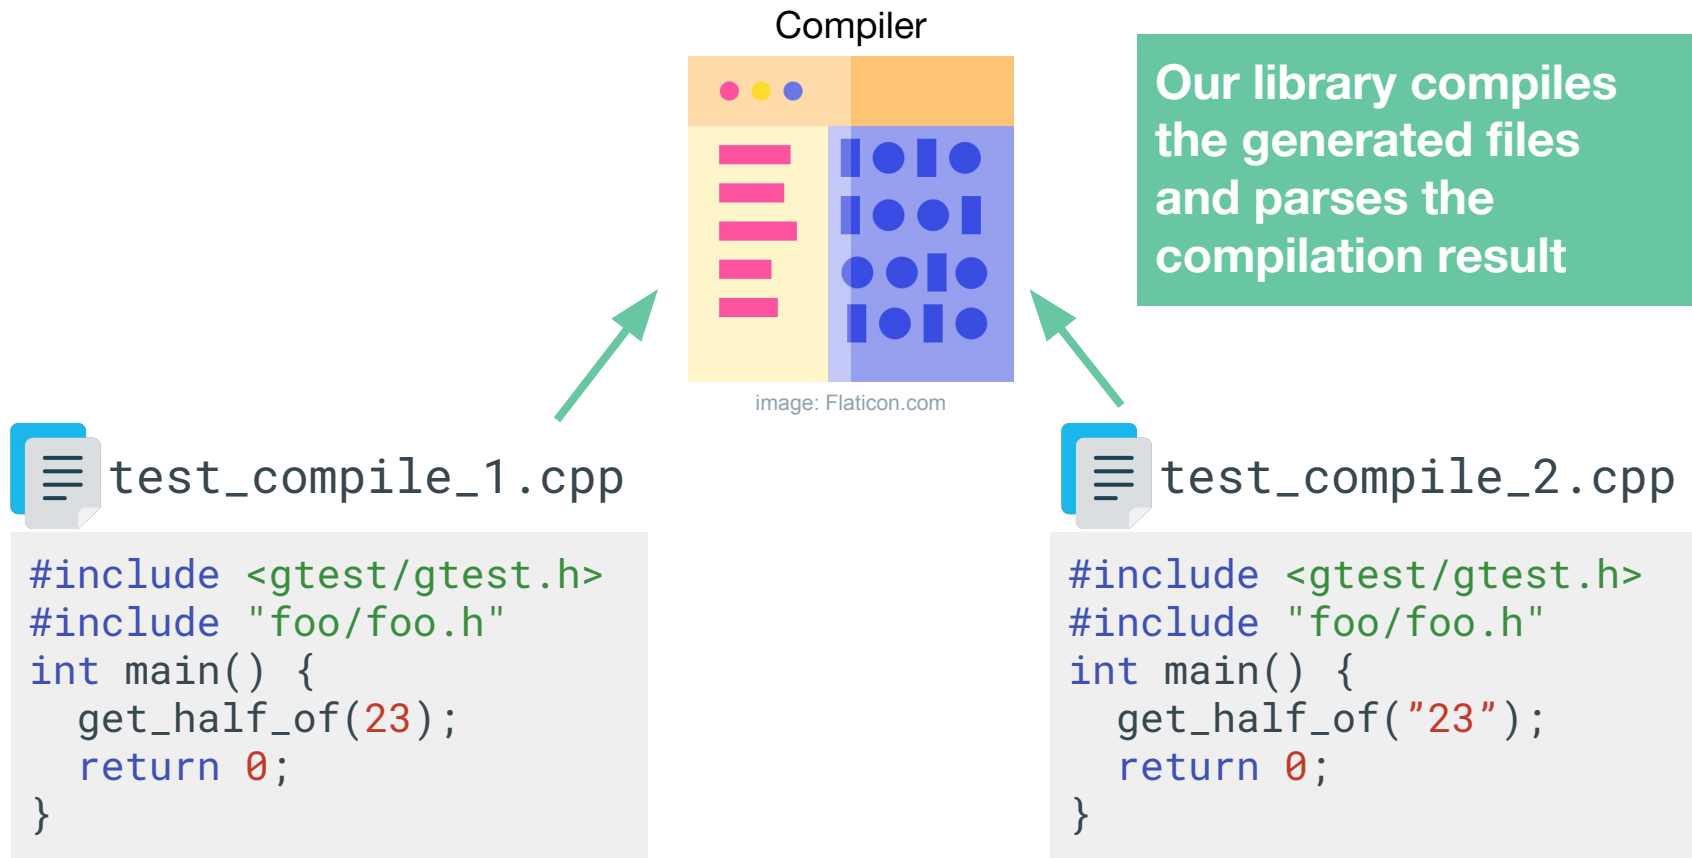 Compiler
Our library compiles
the generated files
and parses the
compilation result
image: Flaticon.com
test_compile_1.cpp
#include <gtest/gtest.h>
#include "foo/foo.h"
int main() {
  get_half_of(23);
  return 0;
}
test_compile_2.cpp
#include <gtest/gtest.h>
#include "foo/foo.h"
int main() {
  get_half_of(”23”);
  return 0;
}